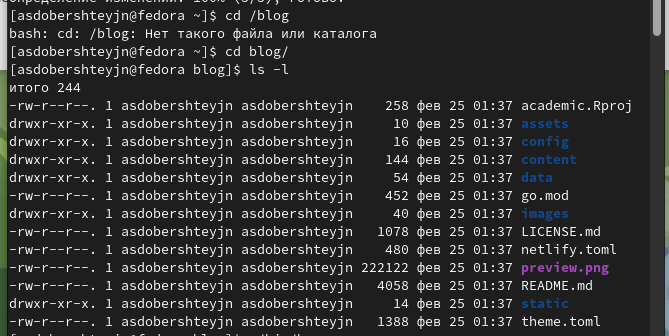 определение изменений: 100% (3/3), готово.
[asdobershteyjn@fedora ~]$ cd /blog
bash: cd: /blog: Нет такого файла или каталога
[asdobershteyjn@fedora ~]$ cd blog/
[asdobershteyjn@fedora blog]$ ls -l
итого 244
-rw-r--r--. 1 asdobershteyjn asdobershteyjn 258 фев 25 01:37 academic.Rproj
drwxr-xr-x. 1 asdobershteyjn asdobershteyjn 10 фев 25 01:37 assets
drwxr-xr-x. 1 asdobershteyjn asdobershteyjn 16 фев 25 01:37 config
drwxr-xr-x. 1 asdobershteyjn asdobershteyjn 144 фев 25 01:37 content
drwxr-xr-x. 1 asdobershteyjn asdobershteyjn 54 фев 25 01:37 data
-rw-r--r--. 1 asdobershteyjn asdobershteyjn 452 фев 25 01:37 go.mod
drwxr-xr-x. 1 asdobershteyjn asdobershteyjn 40 фев 25 01:37 images
-rw-r--r--. 1 asdobershteyjn asdobershteyjn 1078 фев 25 01:37 LICENSE.md
-rw-r--r--. 1 asdobershteyjn asdobershteyjn 480 фев 25 01:37 netlify.toml
-rw-r--r--. 1 asdobershteyjn asdobershteyjn 222122 фев 25 01:37 preview.png
-rw-r--r--. 1 asdobershteyjn asdobershteyjn 4058 фев 25 01:37 README.md
drwxr-xr-x. 1 asdobershteyjn asdobershteyjn 14 фев 25 01:37 static
-rw-r--r--. 1 asdobershteyjn asdobershteyjn 1388 фев 25 01:37 theme.toml